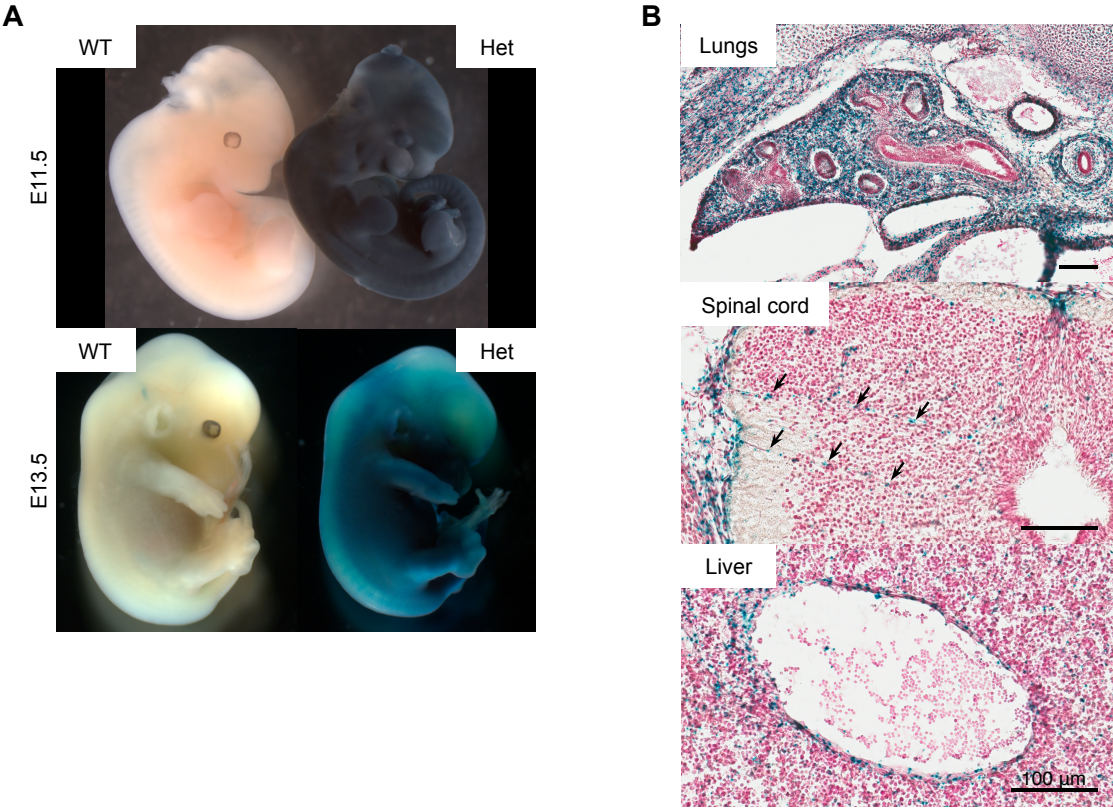 A
WT
Het
E11.5
WT
Het
E13.5
B
Lungs
Spinal cord
Liver
100 µm